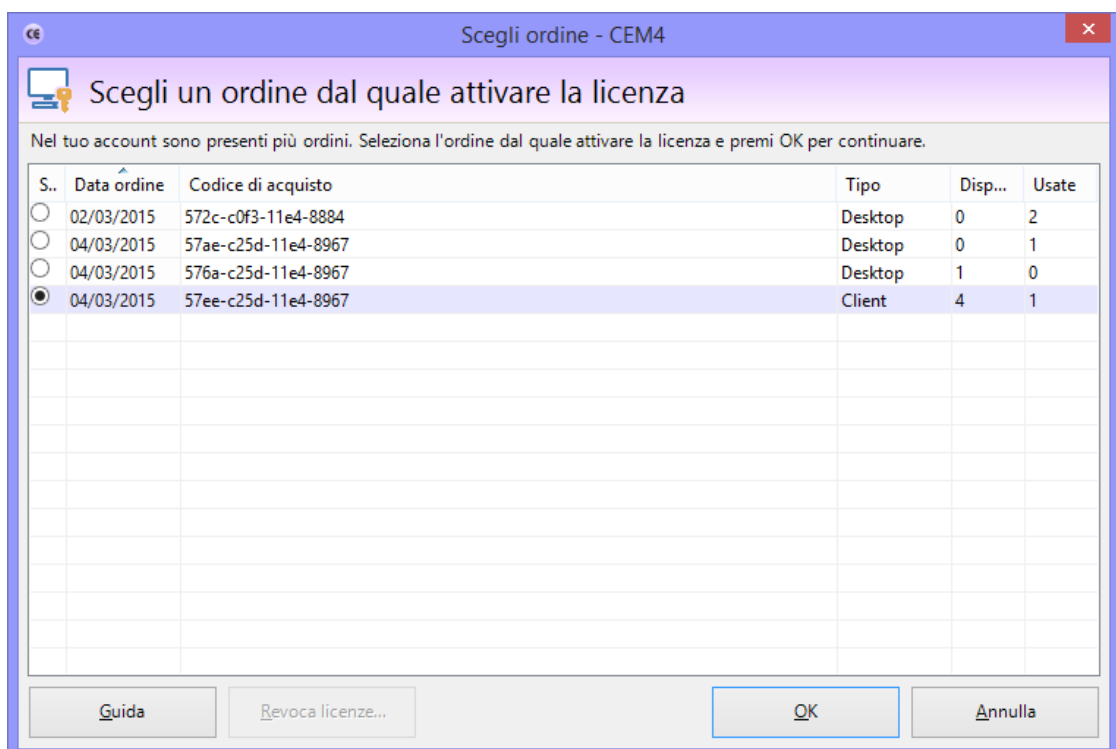 CE Scegli ordine - CEM4
Scegli un ordine dal quale attivare la licenza
Nel tuo account sono presenti più ordini. Seleziona l'ordine dal quale attivare la licenza e premi OK per continuare.
S.. Data ordine Codice di acquisto Tipo Disp... Usate
02/03/2015 572c-c0f3-11e4-8884 Desktop 0 2
04/03/2015 57ae-c25d-11e4-8967 Desktop 0 1
04/03/2015 576a-c25d-11e4-8967 Desktop 1 0
04/03/2015 57ee-c25d-11e4-8967 Client 4 1
Guida Revoca licenze... OK Annulla